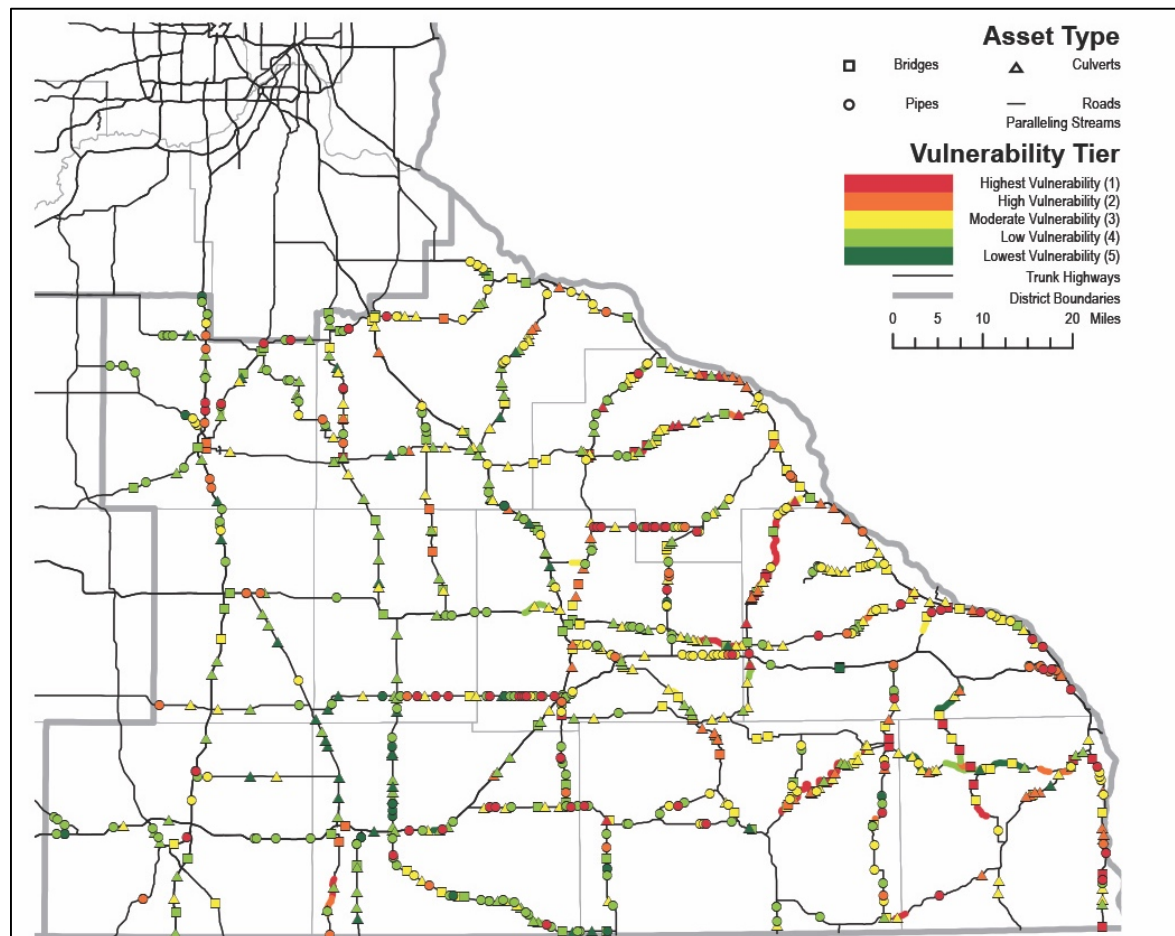 Asset Type
Bridges
Culverts
Pipes
Roads
Paralleling Streams
Vulnerability Tier
Highest Vulnerability (1)
High Vulnerability (2)
Moderate Vulnerability (3)
Low Vulnerability (4)
Lowest Vulnerability (5)
Trunk Highways
District Boundaries
0 5 10 20 Miles